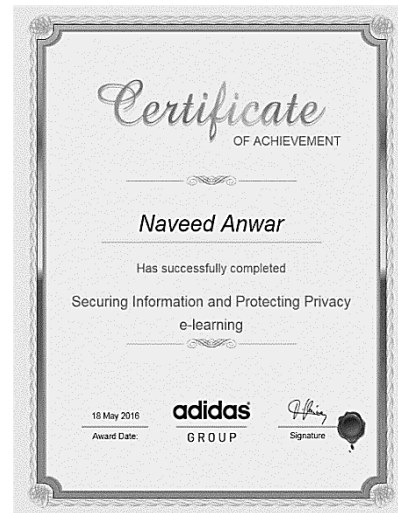 Certificate
OF ACHIEVEMENT
Naveed Anwar
Has successfully completed
Securing Information and Protecting Privacy
e-learning
18 May 2016
Award Date:
adidas
GROUP
Signature